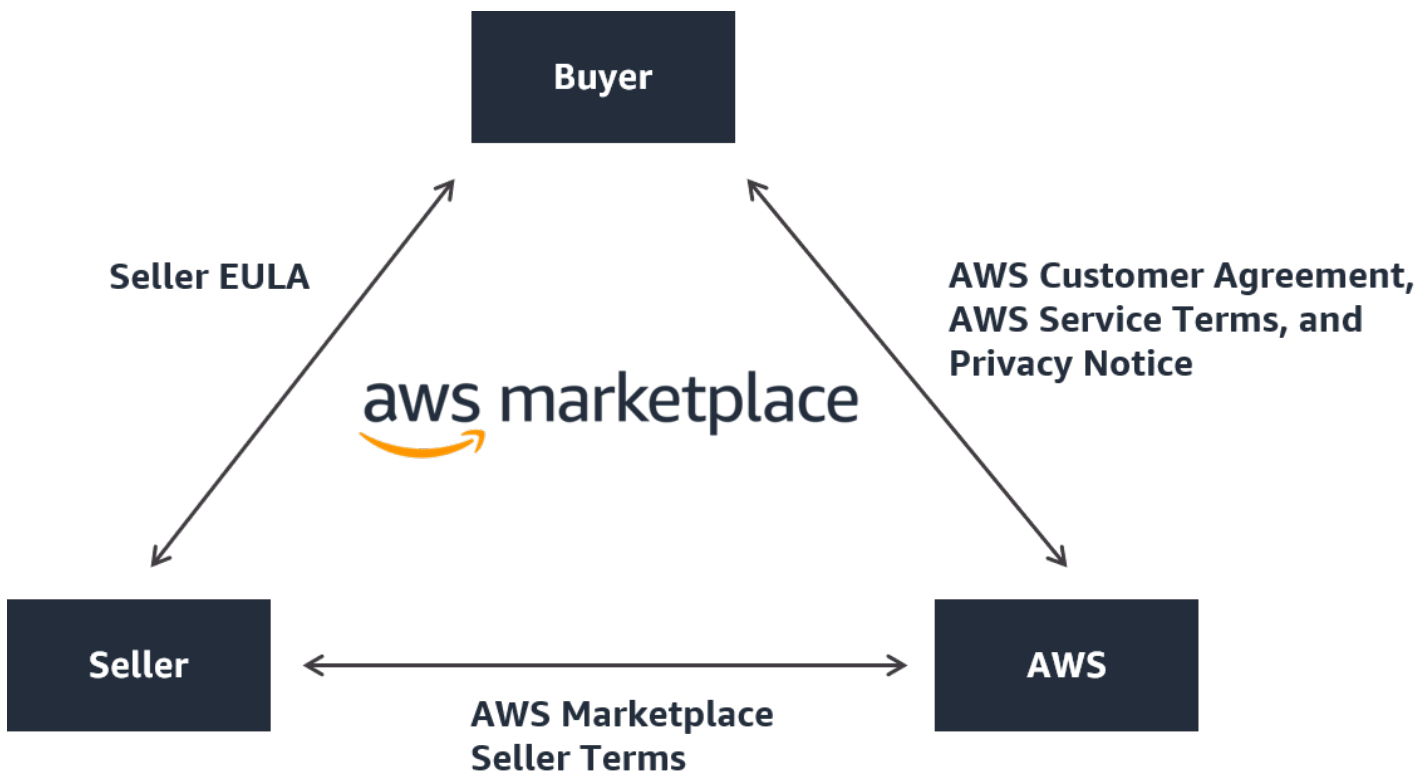 Buyer
Seller EULA
AWS Customer Agreement,
AWS Service Terms, and
Privacy Notice
aws marketplace
Seller
AWS
AWS Marketplace
Seller Terms